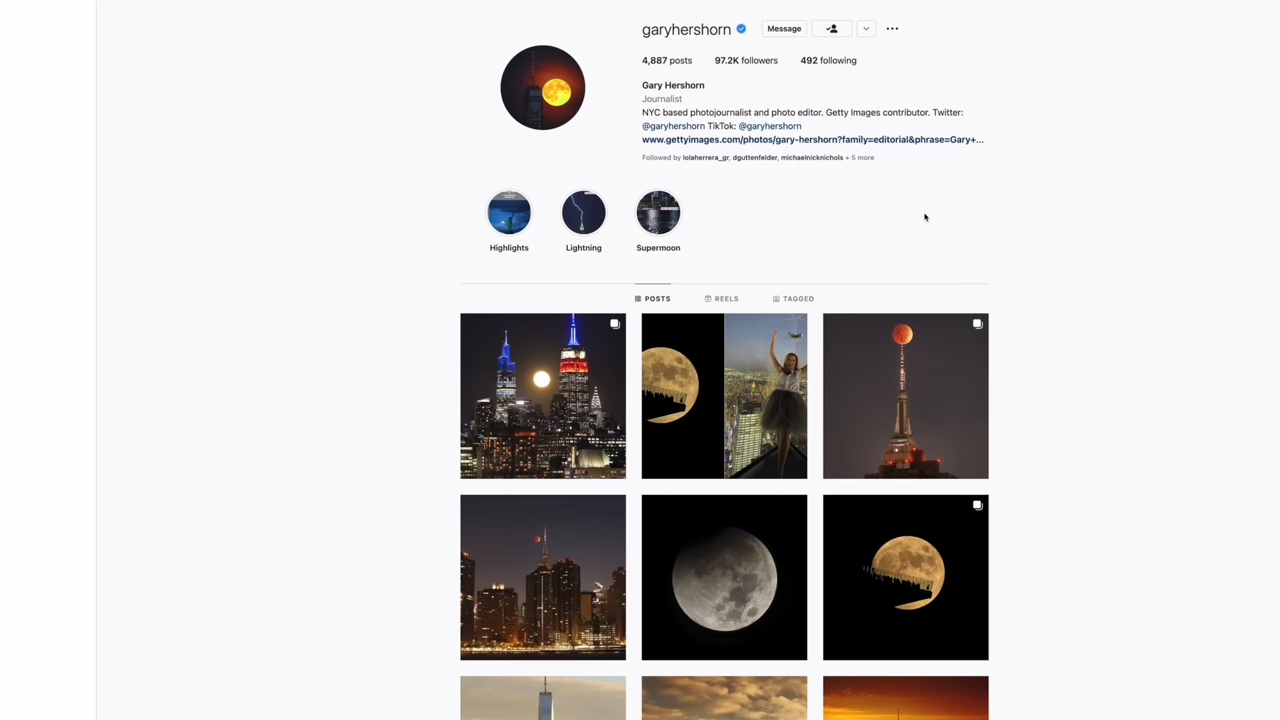 garyhershorn
Message
4,887 posts 97.2K followers 492 following
Gary Hershorn
Journalist
NYC based photojournalist and photo editor. Getty Images contributor. Twitter:
@garyhershorn TikTok: @garyhershorn
www.gettyimages.com/photos/gary-hershorn?family=editorial&phrase=Gary+...
Followed by lolaherrera_gr, dguttenfelder, michaelnicknichols + 5 more
Highlights Lightning Supermoon
POSTS REELS TAGGED